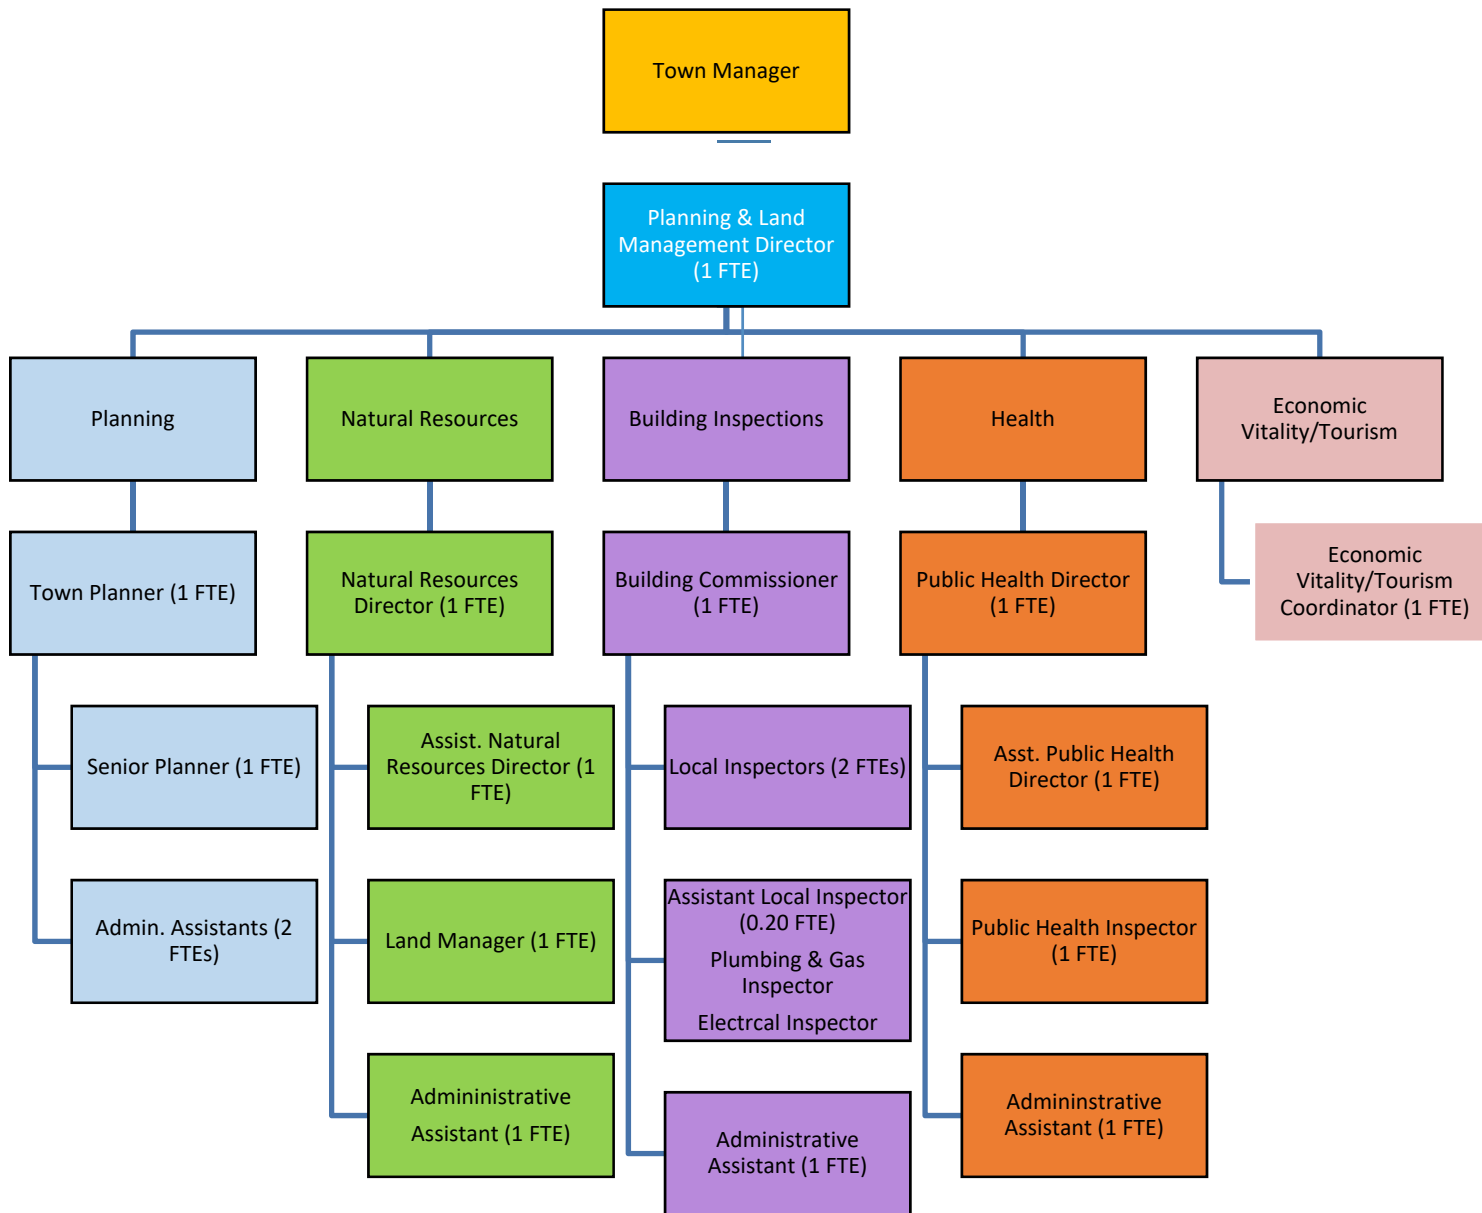 Town Manager
Planning & Land
Management Director
(1 FTE)
Planning
Natural Resources
Building Inspections
Health
Economic
Vitality/Tourism
Town Planner (1 FTE)
Natural Resources
Director (1 FTE)
Building Commissioner
(1 FTE)
Public Health Director
(1 FTE)
Economic
Vitality/Tourism
Coordinator (1 FTE)
Senior Planner (1 FTE)
Assist. Natural
Resources Director (1
FTE)
Local Inspectors (2 FTEs)
Asst. Public Health
Director (1 FTE)
Admin. Assistants (2
FTEs)
Land Manager (1 FTE)
Assistant Local Inspector
(0.20 FTE)
Plumbing & Gas
Inspector
Electrcal Inspector
Public Health Inspector
(1 FTE)
Admininistrative
Assistant (1 FTE)
Administrative
Assistant (1 FTE)
Admininstrative
Assistant (1 FTE)